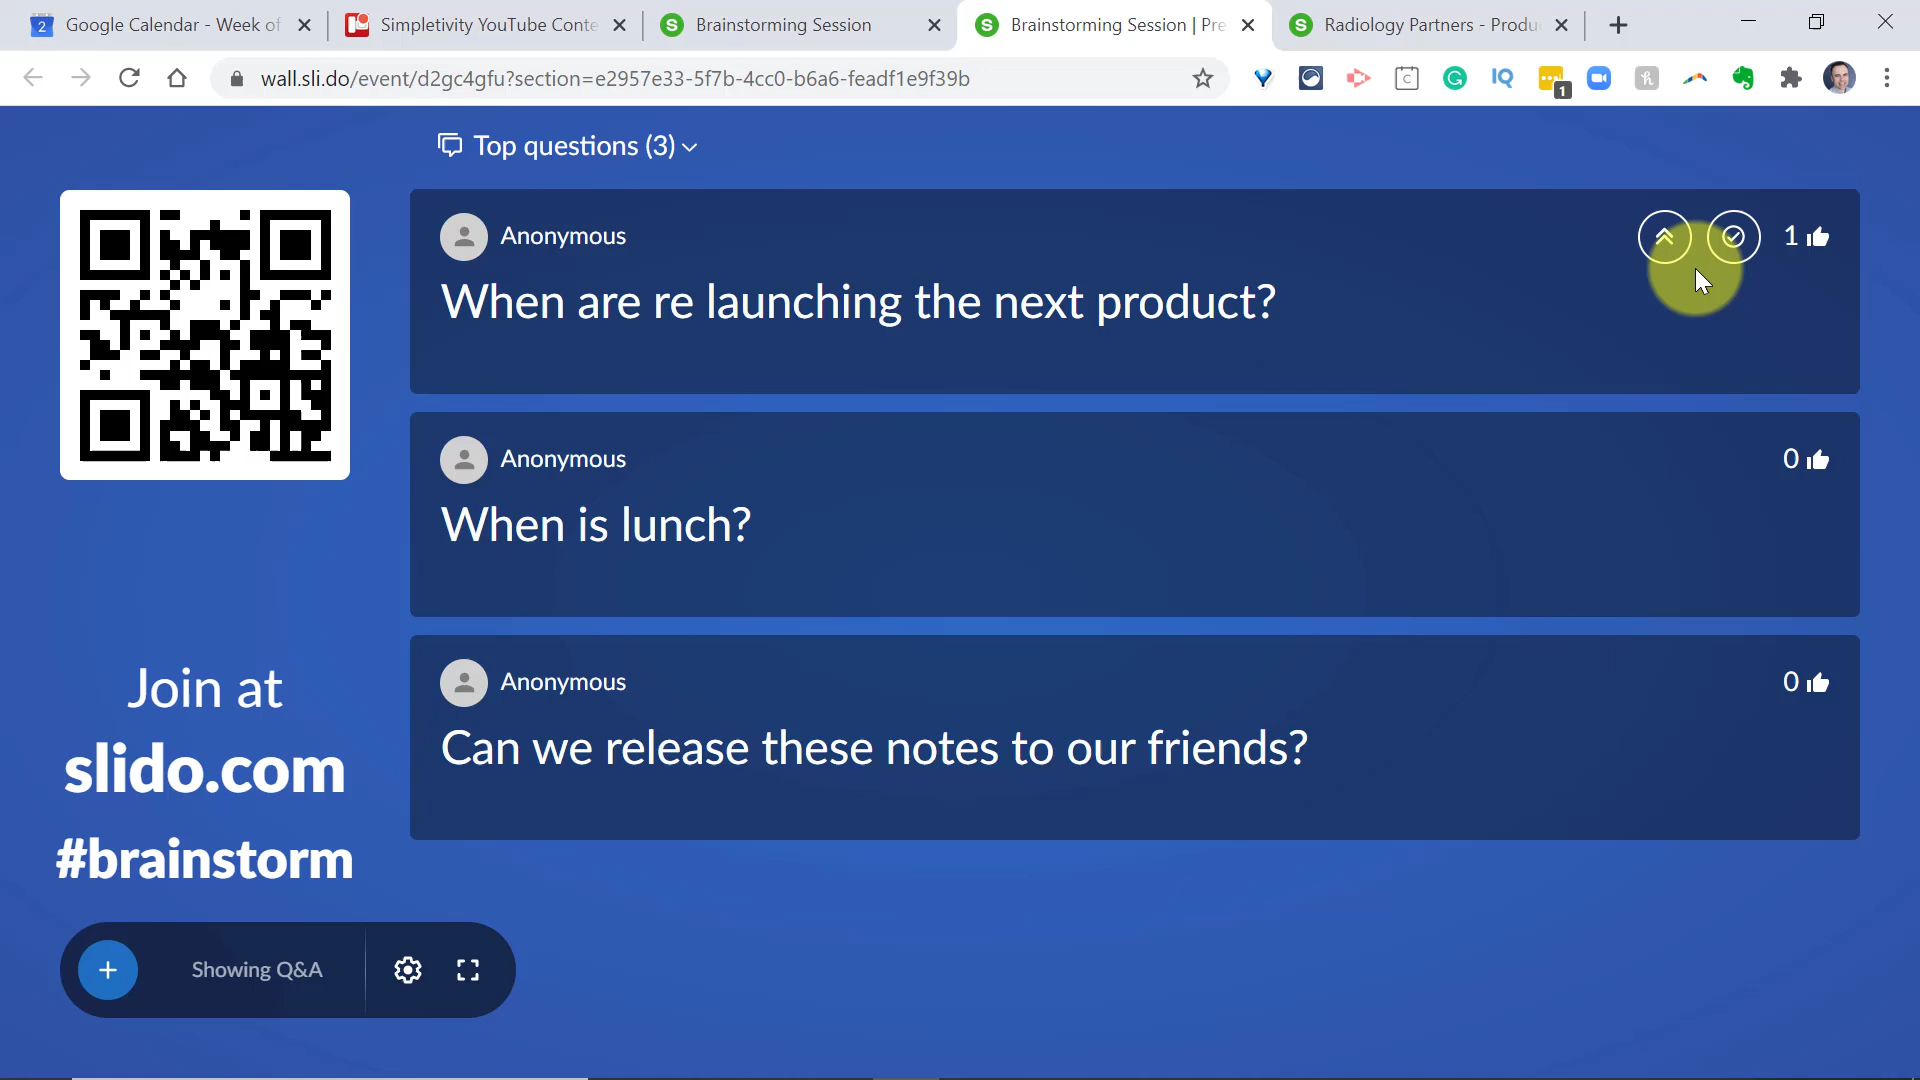 Google Calendar - Week of
Simpletivity YouTube Conte
Brainstorming Session
Brainstorming Session | Pre
Radiology Partners - Produ
wall.sli.do/event/d2gc4gfu?section=e2957e33-5f7b-4cc0-b6a6-feadf1e9f39b
Top questions (3)
Anonymous
1
When are re launching the next product?
Anonymous
0
When is lunch?
Anonymous
0
Can we release these notes to our friends?
Join at
slido.com
#brainstorm
Showing Q&A